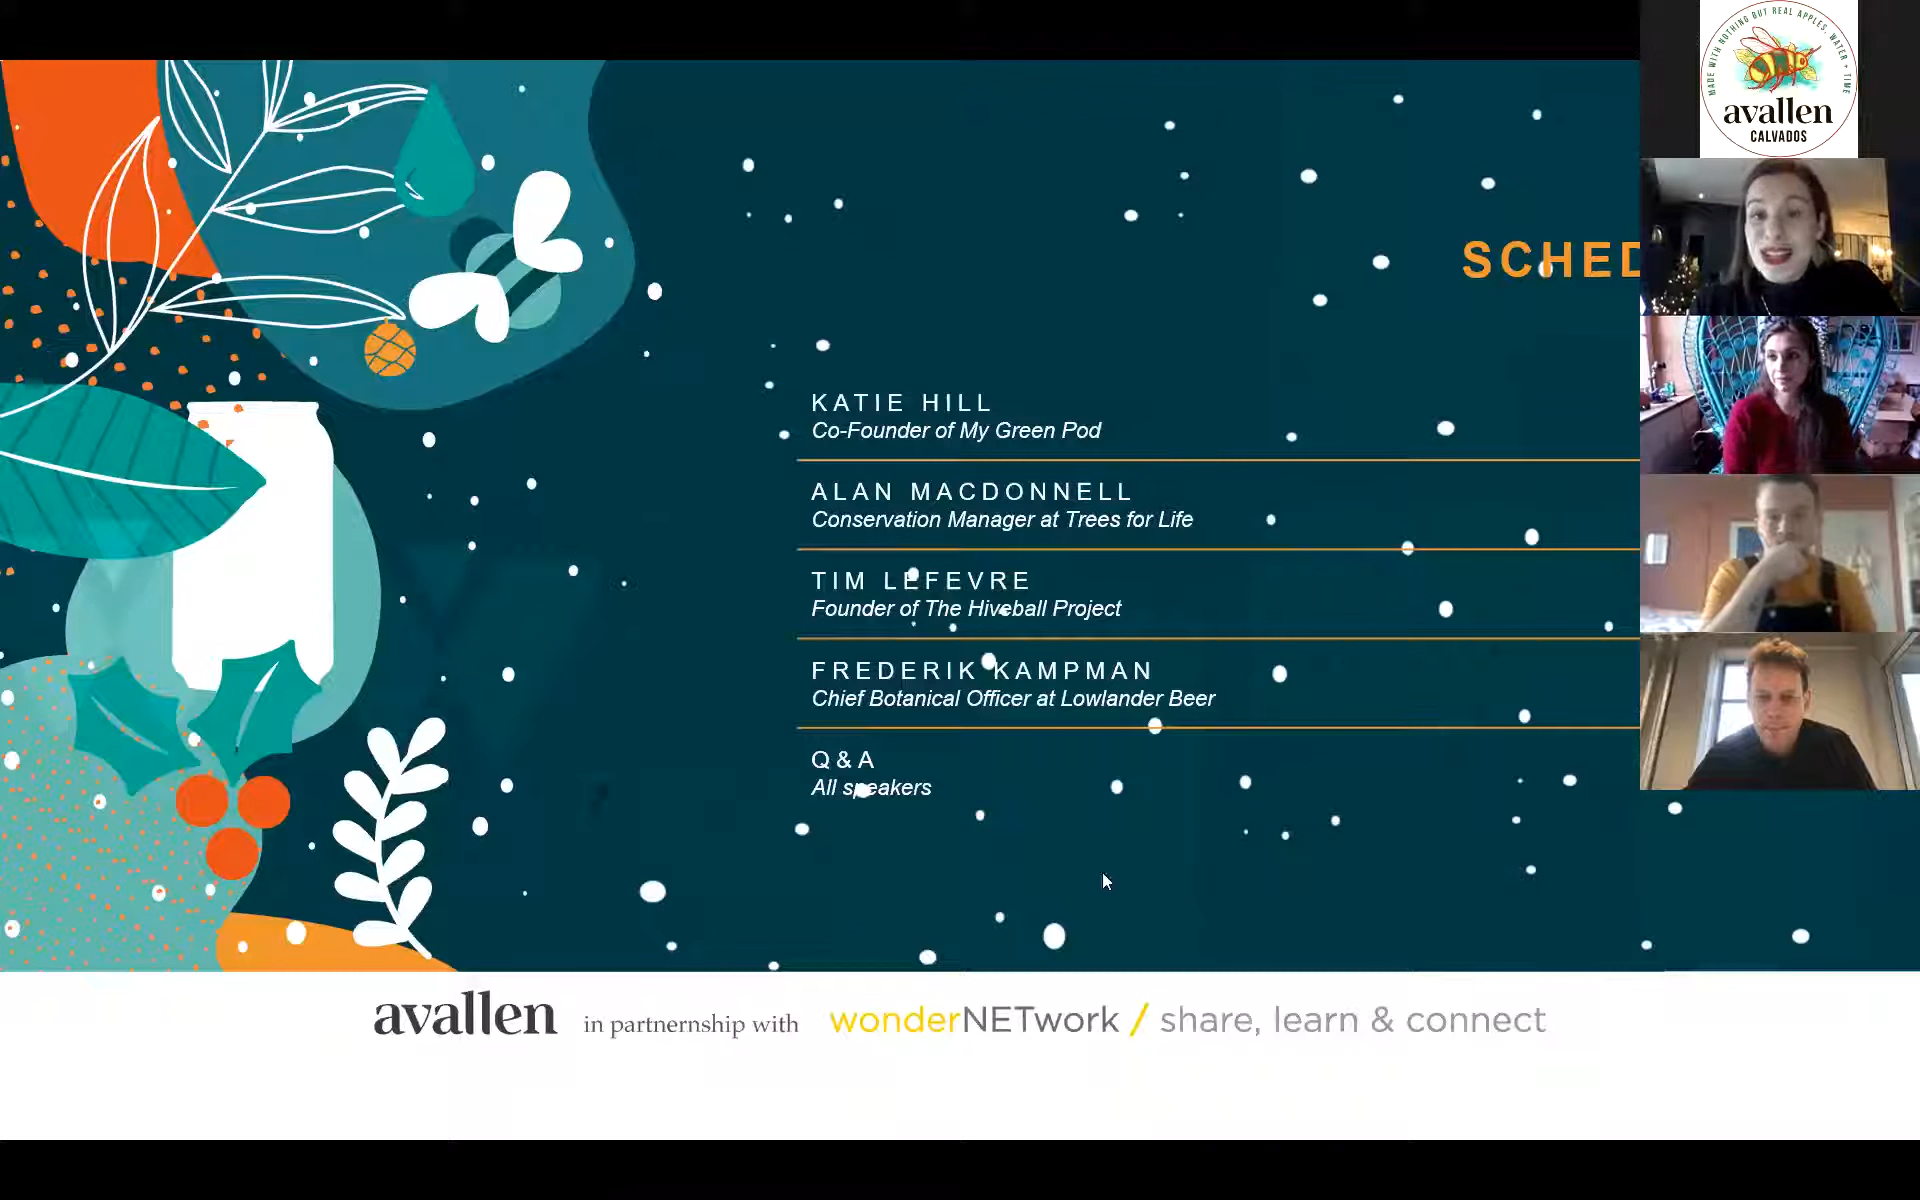 MADE WITH NOTHING BUT REAL APPLES, WATER + TIME
avallen
CALVADOS
SCHED
KATIE HILL
Co-Founder of My Green Pod
ALAN MACDONNELL
Conservation Manager at Trees for Life
TIM LEFEVRE
Founder of The Hiveball Project
FREDERIK KAMPMAN
Chief Botanical Officer at Lowlander Beer
Q & A
All speakers
avallen in partnernship with wonderNETwork / share, learn & connect